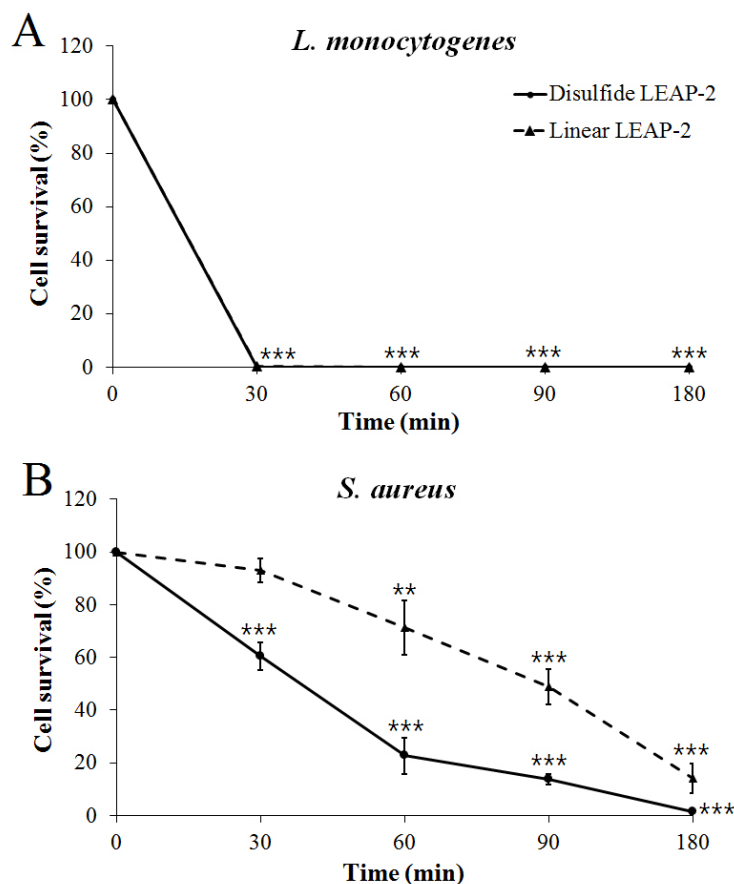 A
L. monocytogenes
120
100
80
60
40
20
0
Cell survival (%)
Disulfide LEAP-2
Linear LEAP-2
*** *** *** ***
0 30 60 90 180
Time (min)
B
S. aureus
120
100
80
60
40
20
0
Cell survival (%)
**
***
***
***
***
***
***
0 30 60 90 180
Time (min)